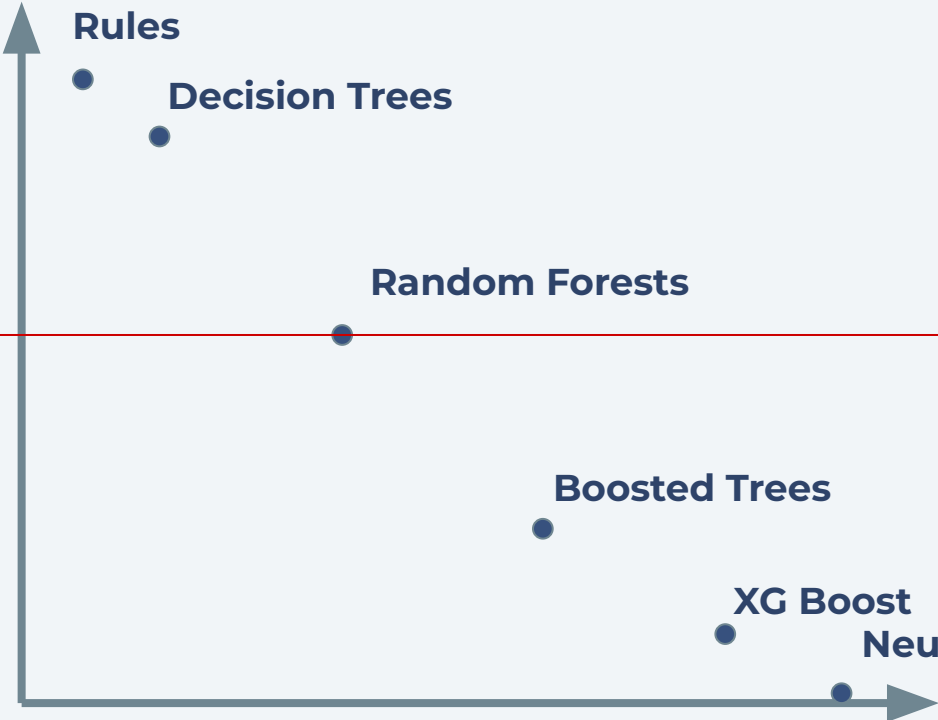 Rules
Decision Trees
Random Forests
Boosted Trees
XG Boost
Neu